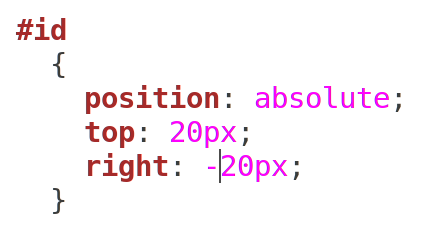 #id
{
position: absolute;
top: 20px;
right: -20px;
}